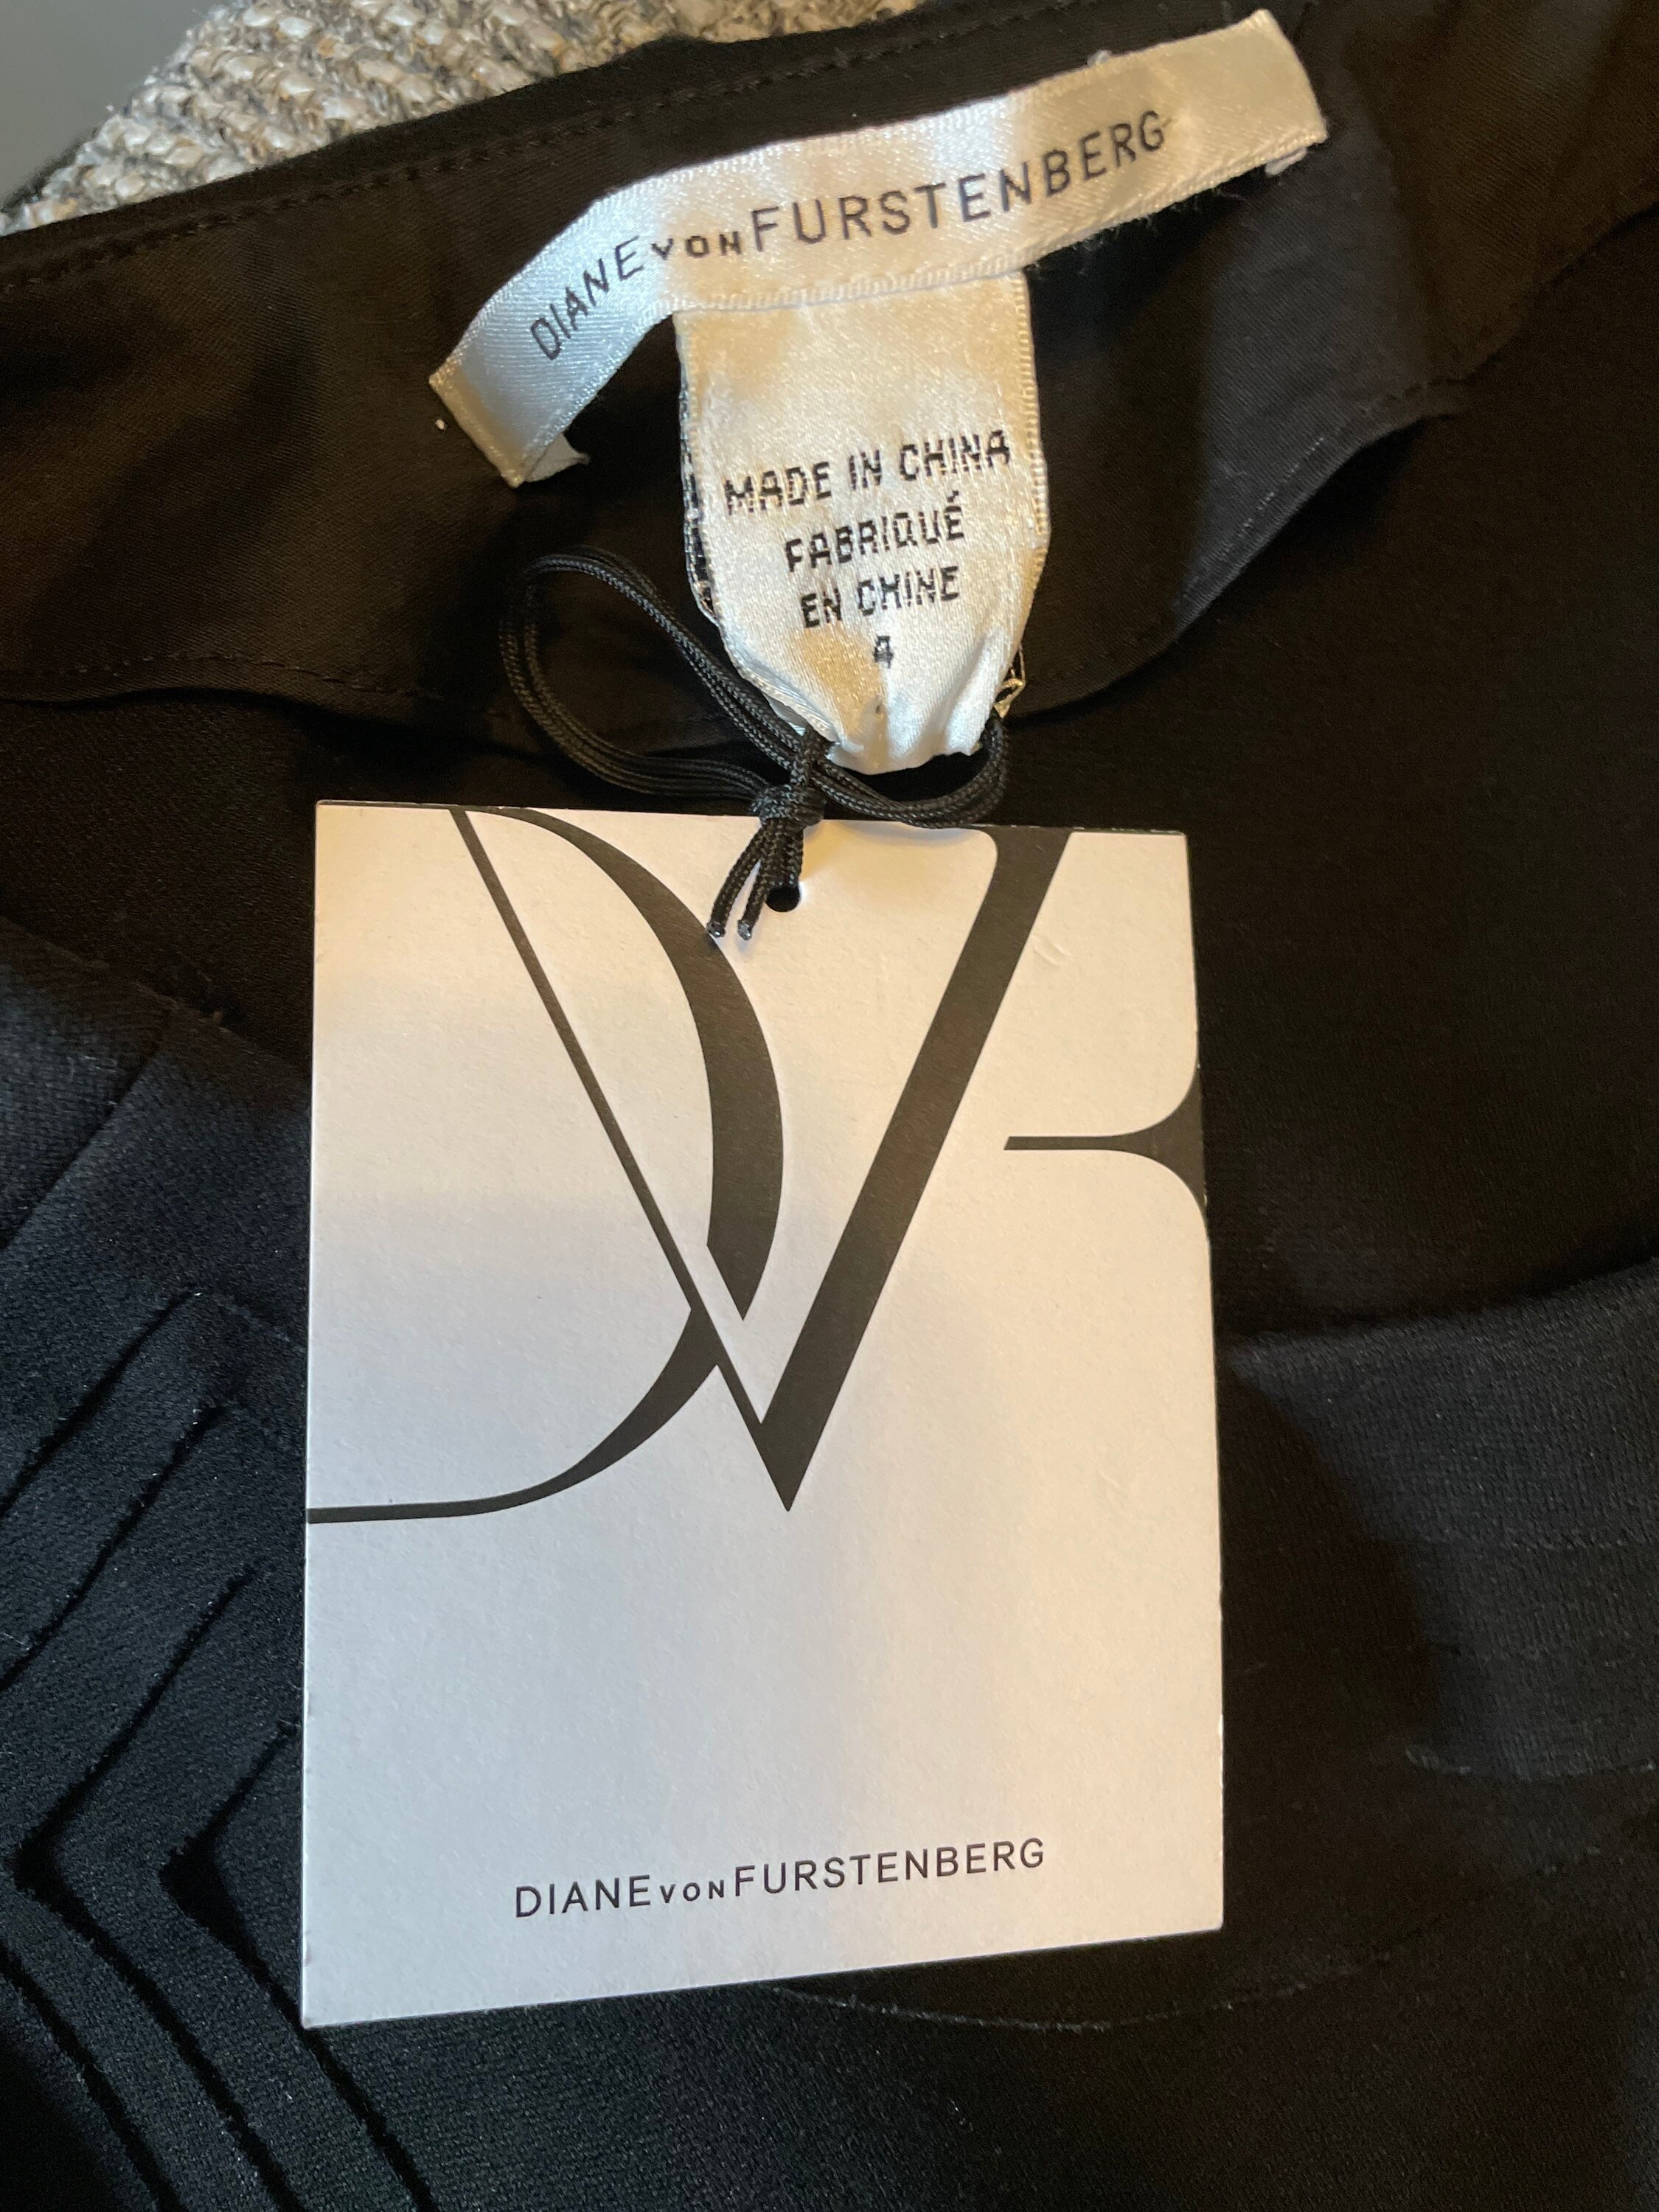 DIANE VON FURSTENBERG
MADE IN CHINA
FABRIQUÉ
EN CHINE
4
DVF
DIANE VON FURSTENBERG